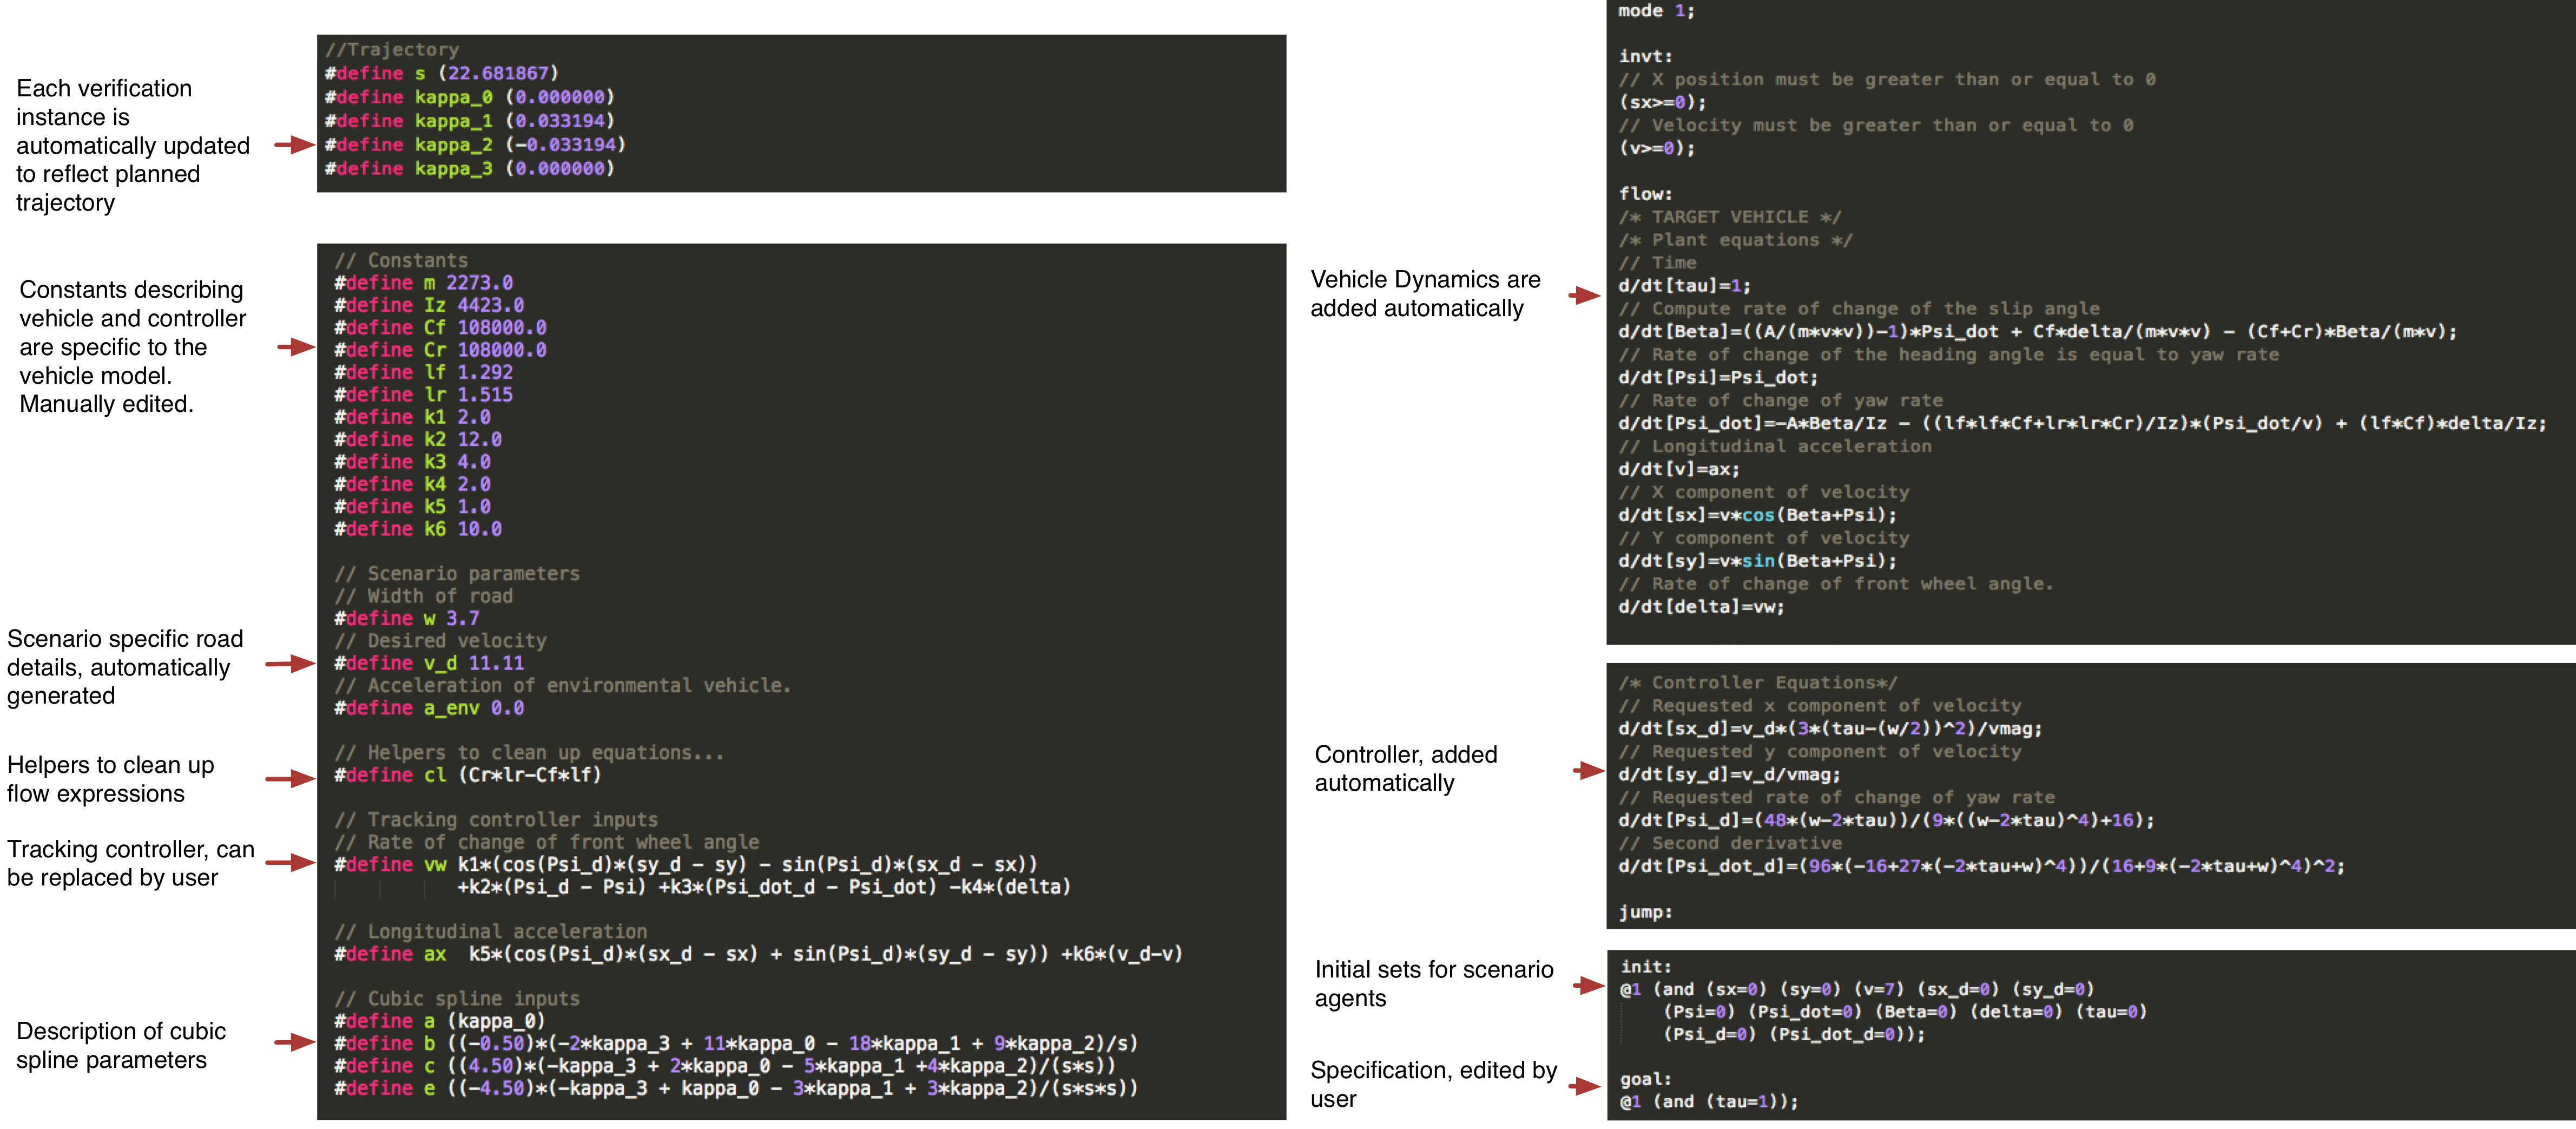 Each verification
instance is
automatically updated
to reflect planned
trajectory
//Trajectory
#define s (22.681867)
#define kappa_0 (0.000000)
#define kappa_1 (0.033194)
#define kappa_2 (-0.033194)
#define kappa_3 (0.000000)
Constants describing
vehicle and controller
are specific to the
vehicle model.
Manually edited.
Scenario specific road
details, automatically
generated
Helpers to clean up
flow expressions
Tracking controller, can
be replaced by user
Description of cubic
spline parameters
// Constants
#define m 2273.0
#define Iz 4423.0
#define Cf 108000.0
#define Cr 108000.0
#define lf 1.292
#define lr 1.515
#define k1 2.0
#define k2 12.0
#define k3 4.0
#define k4 2.0
#define k5 1.0
#define k6 10.0
// Scenario parameters
// Width of road
#define w 3.7
// Desired velocity
#define v_d 11.11
// Acceleration of environmental vehicle.
#define a_env 0.0
// Helpers to clean up equations...
#define cl (Cr*lr-Cf*lf)
// Tracking controller inputs
// Rate of change of front wheel angle
#define vw k1*(cos(Psi_d)*(sy_d - sy) - sin(Psi_d)*(sx_d - sx))
+k2*(Psi_d - Psi) +k3*(Psi_dot_d - Psi_dot) -k4*(delta)
// Longitudinal acceleration
#define ax  k5*(cos(Psi_d)*(sx_d - sx) + sin(Psi_d)*(sy_d - sy)) +k6*(v_d-v)
// Cubic spline inputs
#define a (kappa_0)
#define b ((-0.50)*(-2*kappa_3 + 11*kappa_0 - 18*kappa_1 + 9*kappa_2)/s)
#define c ((4.50)*(-kappa_3 + 2*kappa_0 - 5*kappa_1 +4*kappa_2)/(s*s))
#define e ((-4.50)*(-kappa_3 + kappa_0 - 3*kappa_1 + 3*kappa_2)/(s*s*s))
Vehicle Dynamics are
added automatically
mode 1;
invt:
// X position must be greater than or equal to 0
(sx>=0);
// Velocity must be greater than or equal to 0
(v>=0);
flow:
/* TARGET VEHICLE */
/* Plant equations */
// Time
d/dt[tau]=1;
// Compute rate of change of the slip angle
d/dt[Beta]=((A/(m*v*v))-1)*Psi_dot + Cf*delta/(m*v*v) - (Cf+Cr)*Beta/(m*v);
// Rate of change of the heading angle is equal to yaw rate
d/dt[Psi]=Psi_dot;
// Rate of change of yaw rate
d/dt[Psi_dot]=-A*Beta/Iz - ((lf*lf*Cf+lr*lr*Cr)/Iz)*(Psi_dot/v) + (lf*Cf)*delta/Iz;
// Longitudinal acceleration
d/dt[v]=ax;
// X component of velocity
d/dt[sx]=v*cos(Beta+Psi);
// Y component of velocity
d/dt[sy]=v*sin(Beta+Psi);
// Rate of change of front wheel angle.
d/dt[delta]=vw;
Controller, added
automatically
/* Controller Equations*/
// Requested x component of velocity
d/dt[sx_d]=v_d*(3*(tau-(w/2))^2)/vmag;
// Requested y component of velocity
d/dt[sy_d]=v_d/vmag;
// Requested rate of change of yaw rate
d/dt[Psi_d]=(48*(w-2*tau))/(9*((w-2*tau)^4)+16);
// Second derivative
d/dt[Psi_dot_d]=(96*(-16+27*(-2*tau+w)^4))/(16+9*(-2*tau+w)^4)^2;
jump:
Initial sets for scenario
agents
Specification, edited by
user
init:
@1 (and (sx=0) (sy=0) (v=7) (sx_d=0) (sy_d=0)
(Psi=0) (Psi_dot=0) (Beta=0) (delta=0) (tau=0)
(Psi_d=0) (Psi_dot_d=0));
goal:
@1 (and (tau=1));